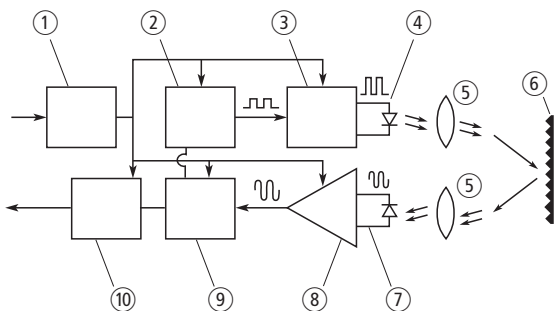 ① ② ③ ④
⑤ ⑥
⑤
⑩ ⑨ ⑧ ⑦